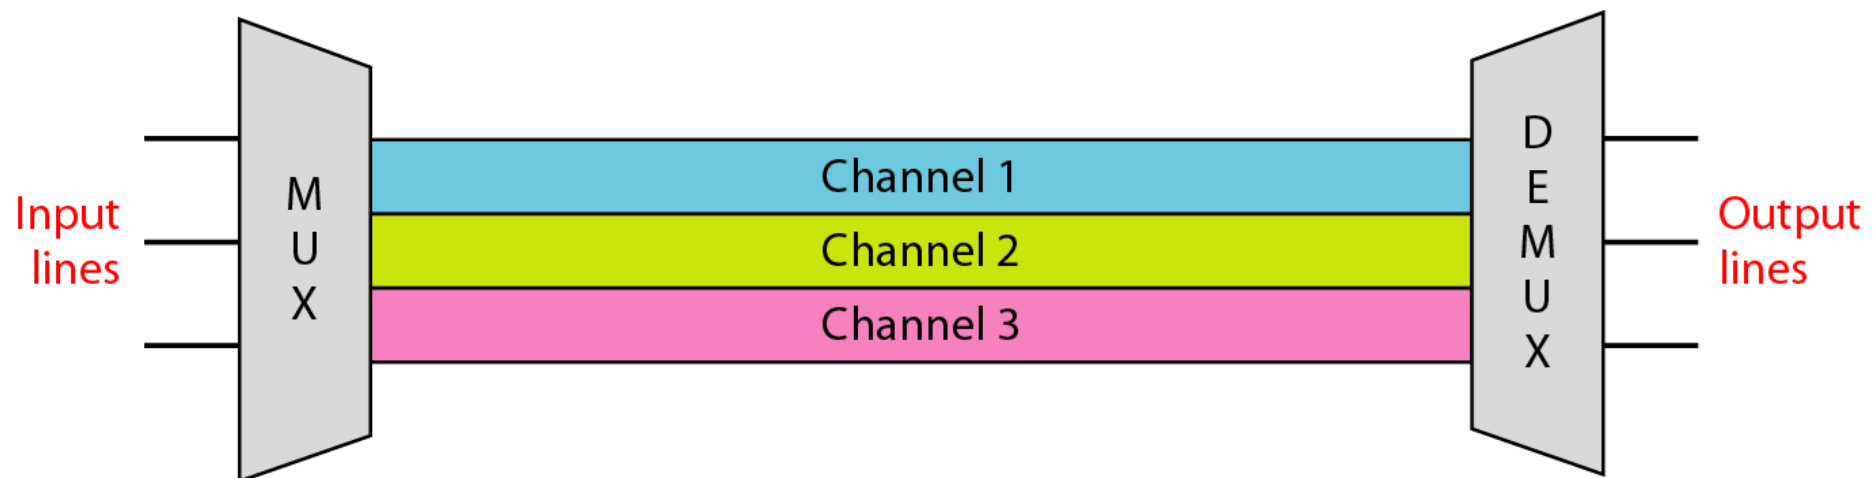 Input
lines
M
U
X
Channel 1
Channel 2
Channel 3
D
E
M
U
X
Output
lines